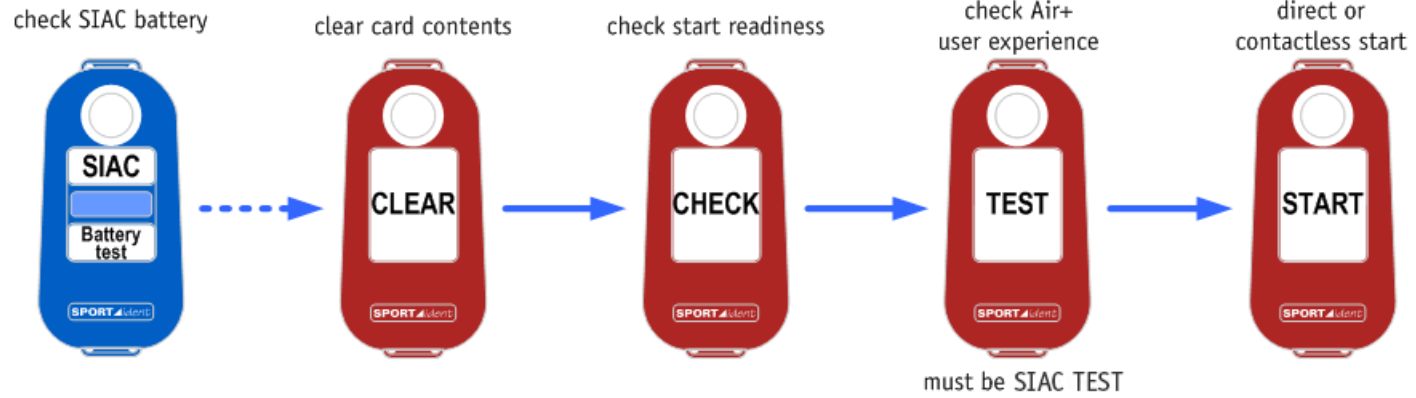 check SIAC battery
clear card contents
check start readiness
check Air+
user experience
direct or
contactless start
SIAC
Battery
test
SPORTident
CLEAR
SPORTident
CHECK
SPORTident
TEST
SPORTident
must be SIAC TEST
START
SPORTident